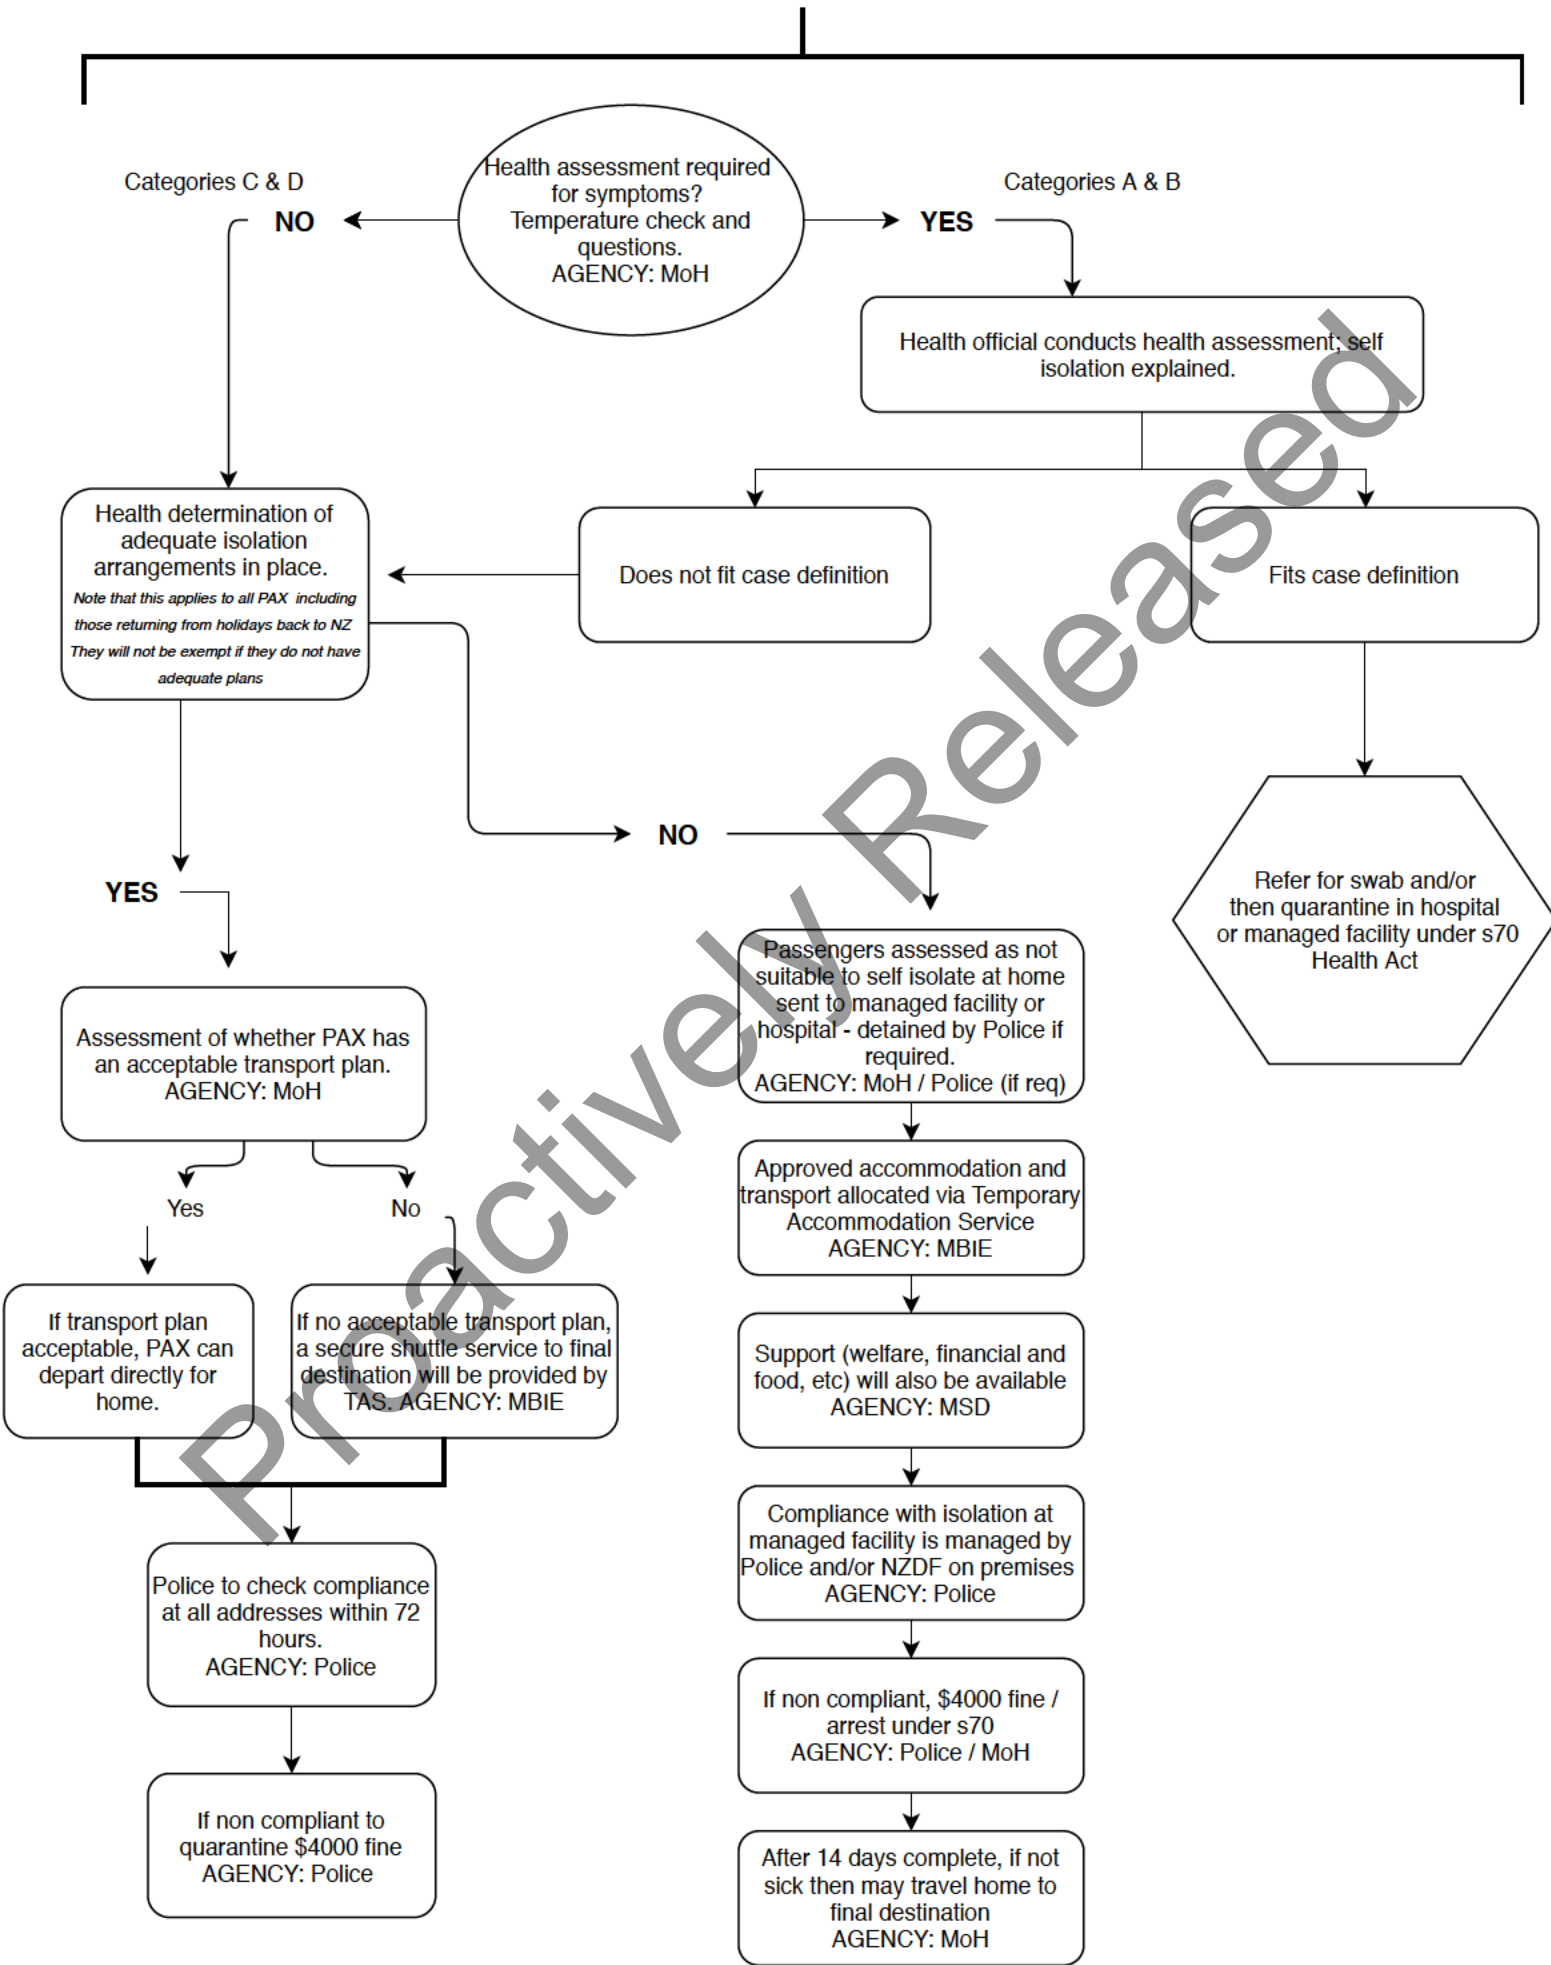 Health assessment required
for symptoms?
Temperature check and
questions.
AGENCY: MoH
Categories C & D
NO
Categories A & B
YES
Health official conducts health assessment; self
isolation explained.
Health determination of
adequate isolation
arrangements in place.
Note that this applies to all PAX including
those returning from holidays back to NZ
They will not be exempt if they do not have
adequate plans
Does not fit case definition
Fits case definition
NO
YES
Refer for swab and/or
then quarantine in hospital
or managed facility under s70
Health Act
Passengers assessed as not
suitable to self isolate at home
sent to managed facility or
hospital - detained by Police if
required.
AGENCY: MoH / Police (if req)
Assessment of whether PAX has
an acceptable transport plan.
AGENCY: MoH
Yes
No
Approved accommodation and
transport allocated via Temporary
Accommodation Service
AGENCY: MBIE
If transport plan
acceptable, PAX can
depart directly for
home.
If no acceptable transport plan,
a secure shuttle service to final
destination will be provided by
TAS. AGENCY: MBIE
Support (welfare, financial and
food, etc) will also be available
AGENCY: MSD
Compliance with isolation at
managed facility is managed by
Police and/or NZDF on premises
AGENCY: Police
Police to check compliance
at all addresses within 72
hours.
AGENCY: Police
If non compliant, $4000 fine /
arrest under s70
AGENCY: Police / MoH
If non compliant to
quarantine $4000 fine
AGENCY: Police
After 14 days complete, if not
sick then may travel home to
final destination
AGENCY: MoH
Proactively Released